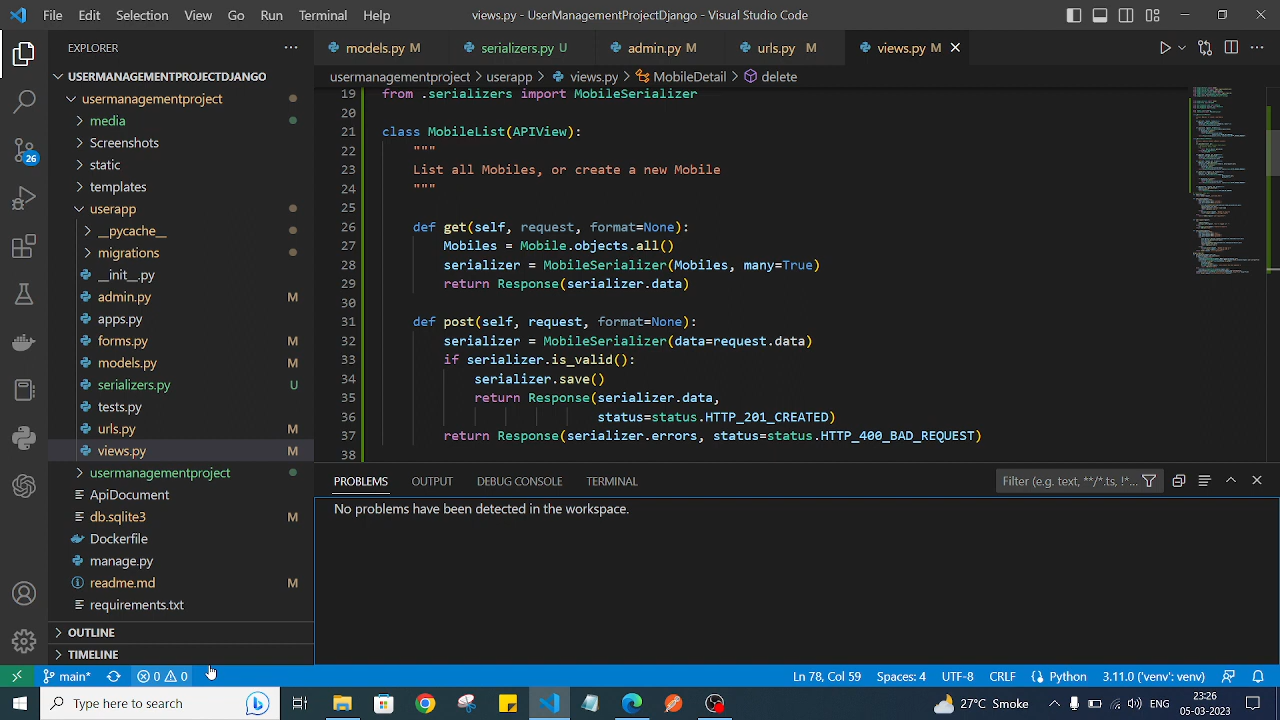 File Edit Selection View Go Run Terminal Help views.py - UserManagementProjectDjango - Visual Studio Code
EXPLORER
models.py M serializers.py U admin.py M urls.py M views.py M
USERMANAGEMENTPROJECTDJANGO
usermanagementproject > userapp > views.py > MobileDetail > delete
usermanagementproject
media
Screenshots
static
templates
userapp
__pycache__
migrations
__init__.py
admin.py M
apps.py
forms.py M
models.py M
serializers.py U
tests.py
urls.py M
views.py M
usermanagementproject
ApiDocument
db.sqlite3 M
Dockerfile
manage.py
readme.md M
requirements.txt
OUTLINE
TIMELINE
26
19 from .serializers import MobileSerializer
20
21 class MobileList(APIView):
22 """
23 List all Mobiles, or create a new Mobile
24 """
25
26 def get(self, request, format=None):
27 Mobiles = Mobile.objects.all()
28 serializer = MobileSerializer(Mobiles, many=True)
29 return Response(serializer.data)
30
31 def post(self, request, format=None):
32 serializer = MobileSerializer(data=request.data)
33 if serializer.is_valid():
34 serializer.save()
35 return Response(serializer.data,
36 status=status.HTTP_201_CREATED)
37 return Response(serializer.errors, status=status.HTTP_400_BAD_REQUEST)
38
PROBLEMS OUTPUT DEBUG CONSOLE TERMINAL Filter (e.g. text, **/*.ts, !*...
No problems have been detected in the workspace.
main* 0 0 Ln 78, Col 59 Spaces: 4 UTF-8 CRLF Python 3.11.0 ('venv': venv)
Type here to search 27°C Smoke ENG 23:26
05-03-2023